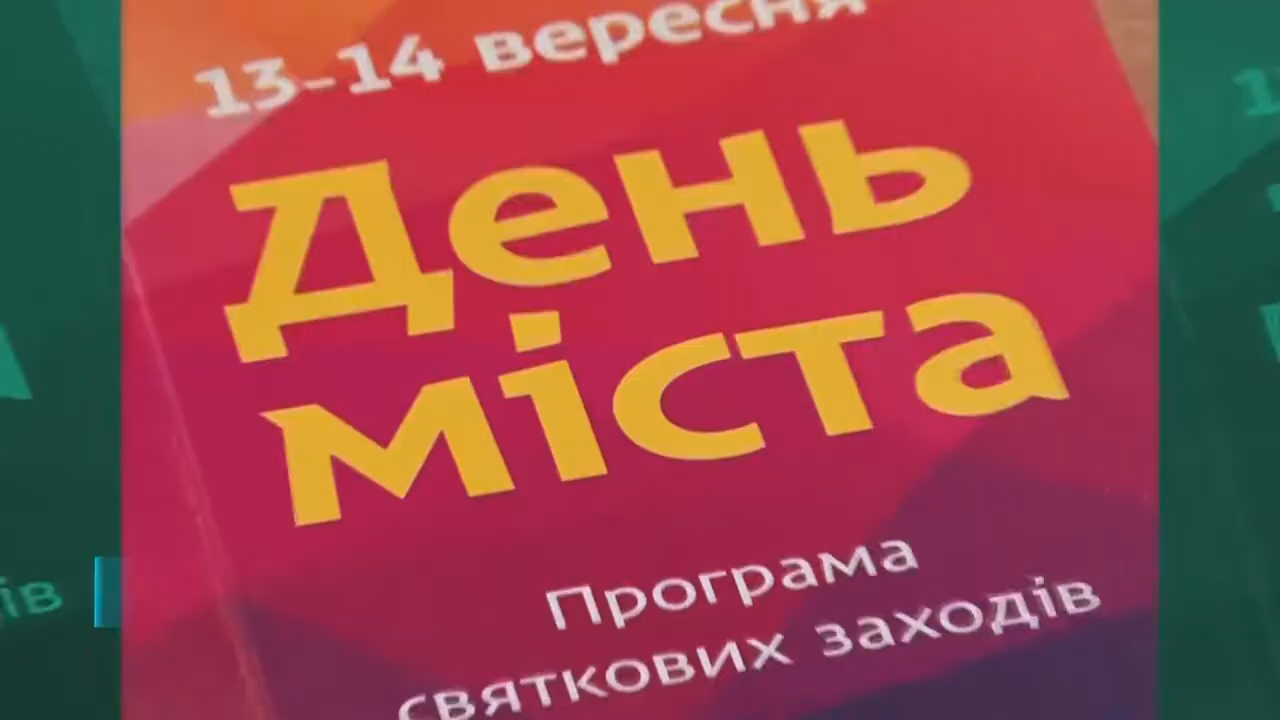 13-14 вересня
День
міста
Програма
святкових заходів